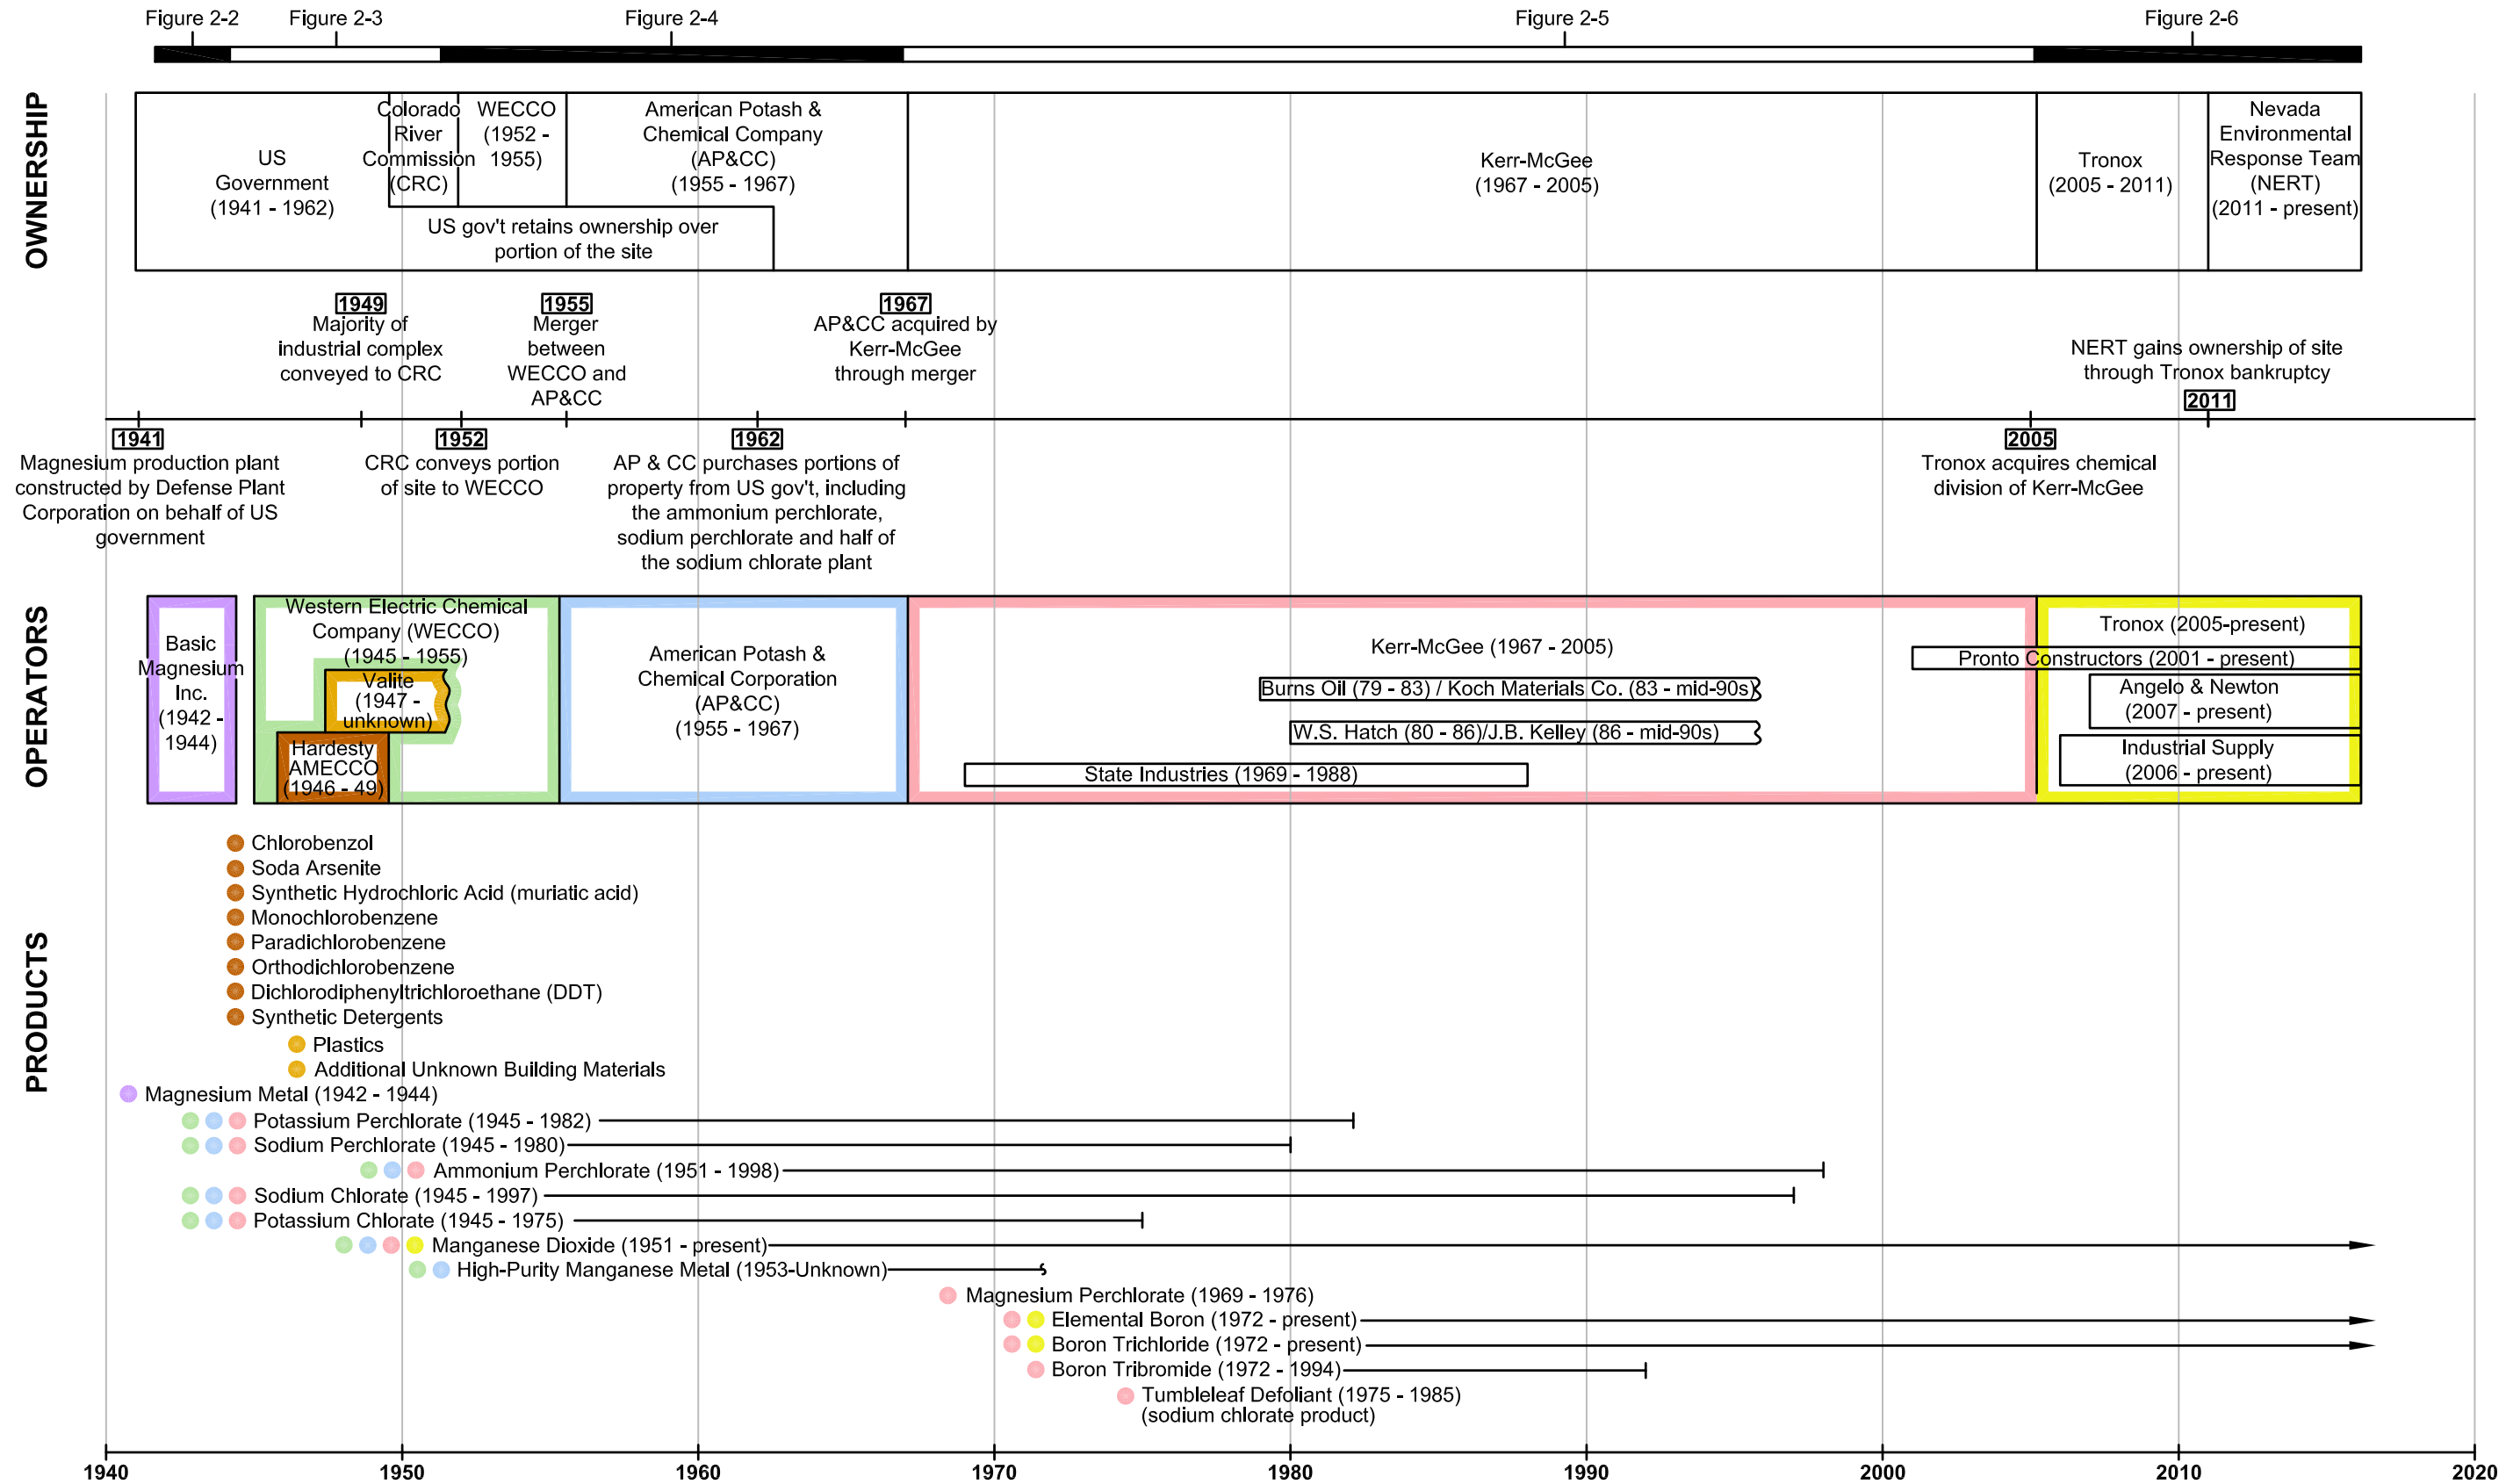 Figure 2-2
Figure 2-3
Figure 2-4
Figure 2-5
Figure 2-6
OWNERSHIP
US
Government
(1941 - 1962)
Colorado
River
Commission
(CRC)
WECCO
(1952 -
1955)
American Potash &
Chemical Company
(AP&CC)
(1955 - 1967)
US gov't retains ownership over
portion of the site
Kerr-McGee
(1967 - 2005)
Tronox
(2005 - 2011)
Nevada
Environmental
Response Team
(NERT)
(2011 - present)
1949
Majority of
industrial complex
conveyed to CRC
1955
Merger
between
WECCO and
AP&CC
1967
AP&CC acquired by
Kerr-McGee
through merger
NERT gains ownership of site
through Tronox bankruptcy
2011
1941
Magnesium production plant
constructed by Defense Plant
Corporation on behalf of US
government
1952
CRC conveys portion
of site to WECCO
1962
AP & CC purchases portions of
property from US gov't, including
the ammonium perchlorate,
sodium perchlorate and half of
the sodium chlorate plant
2005
Tronox acquires chemical
division of Kerr-McGee
OPERATORS
Basic
Magnesium
Inc.
(1942 -
1944)
Western Electric Chemical
Company (WECCO)
(1945 - 1955)
Valite
(1947 -
unknown)
Hardesty
AMECCO
(1946 - 49)
American Potash &
Chemical Corporation
(AP&CC)
(1955 - 1967)
Kerr-McGee (1967 - 2005)
Burns Oil (79 - 83) / Koch Materials Co. (83 - mid-90s)
W.S. Hatch (80 - 86)/J.B. Kelley (86 - mid-90s)
State Industries (1969 - 1988)
Tronox (2005-present)
Pronto Constructors (2001 - present)
Angelo & Newton
(2007 - present)
Industrial Supply
(2006 - present)
PRODUCTS
Chlorobenzol
Soda Arsenite
Synthetic Hydrochloric Acid (muriatic acid)
Monochlorobenzene
Paradichlorobenzene
Orthodichlorobenzene
Dichlorodiphenyltrichloroethane (DDT)
Synthetic Detergents
Plastics
Additional Unknown Building Materials
Magnesium Metal (1942 - 1944)
Potassium Perchlorate (1945 - 1982)
Sodium Perchlorate (1945 - 1980)
Ammonium Perchlorate (1951 - 1998)
Sodium Chlorate (1945 - 1997)
Potassium Chlorate (1945 - 1975)
Manganese Dioxide (1951 - present)
High-Purity Manganese Metal (1953-Unknown)
Magnesium Perchlorate (1969 - 1976)
Elemental Boron (1972 - present)
Boron Trichloride (1972 - present)
Boron Tribromide (1972 - 1994)
Tumbleleaf Defoliant (1975 - 1985)
(sodium chlorate product)
1940
1950
1960
1970
1980
1990
2000
2010
2020